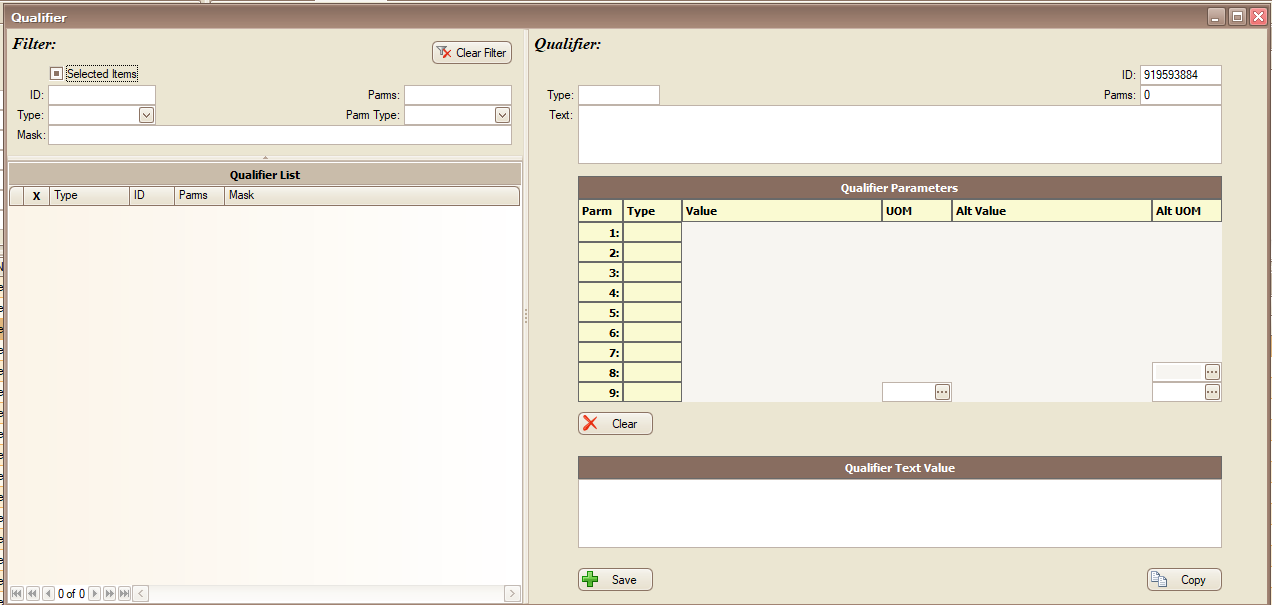 Qualifier
Filter:
Clear Filter
Selected Items
ID:
Parms:
Type:
Parm Type:
Mask:
Qualifier List
X Type ID Parms Mask
0 of 0
Qualifier:
ID: 919593884
Type:
Parms: 0
Text:
Qualifier Parameters
Parm Type Value UOM Alt Value Alt UOM
1:
2:
3:
4:
5:
6:
7:
8:
9:
Clear
Qualifier Text Value
Save
Copy